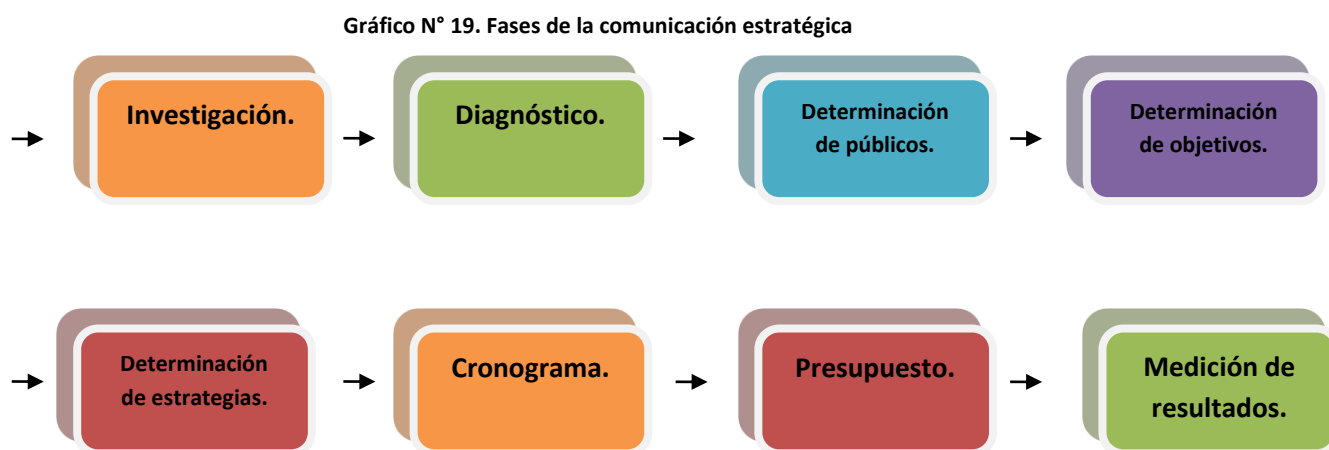 Gráfico N° 19. Fases de la comunicación estratégica
Investigación.
Diagnóstico.
Determinación
de públicos.
Determinación
de objetivos.
Determinación
de estrategias.
Cronograma.
Presupuesto.
Medición de
resultados.